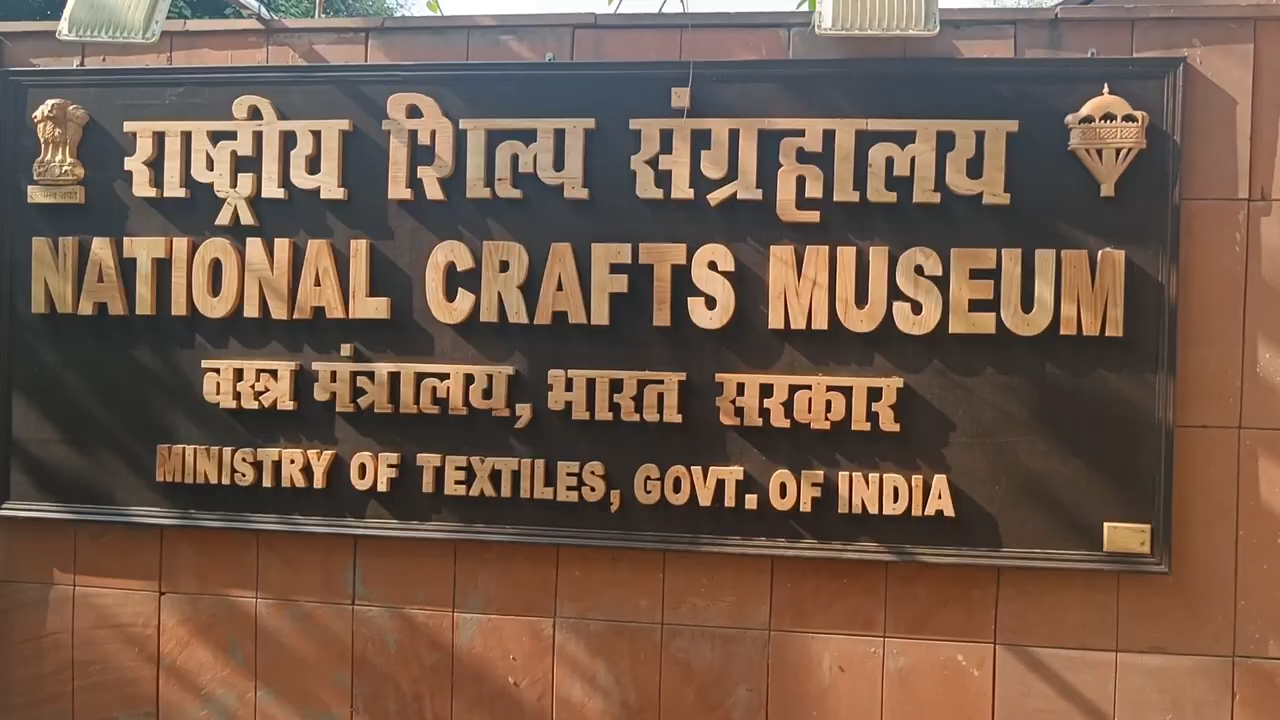 राष्ट्रीय शिल्प संग्रहालय
NATIONAL CRAFTS MUSEUM
वस्त्र मंत्रालय, भारत सरकार
MINISTRY OF TEXTILES, GOVT. OF INDIA